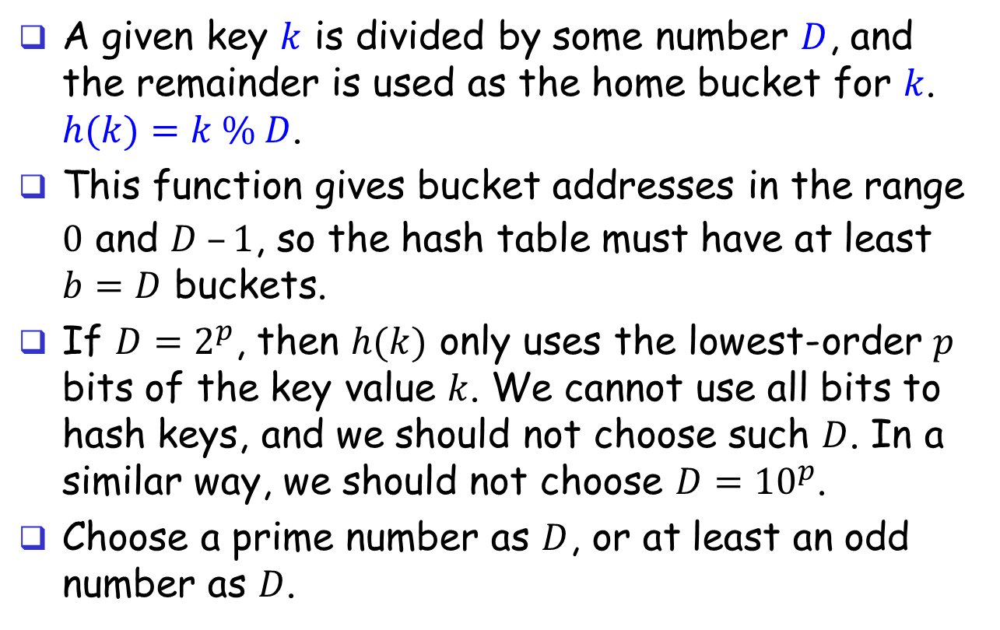 ❑ A given key k is divided by some number D, and
the remainder is used as the home bucket for k.
h(k) = k % D.
❑ This function gives bucket addresses in the range
0 and D – 1, so the hash table must have at least
b = D buckets.
❑ If D = 2ᵖ, then h(k) only uses the lowest-order p
bits of the key value k. We cannot use all bits to
hash keys, and we should not choose such D. In a
similar way, we should not choose D = 10ᵖ.
❑ Choose a prime number as D, or at least an odd
number as D.